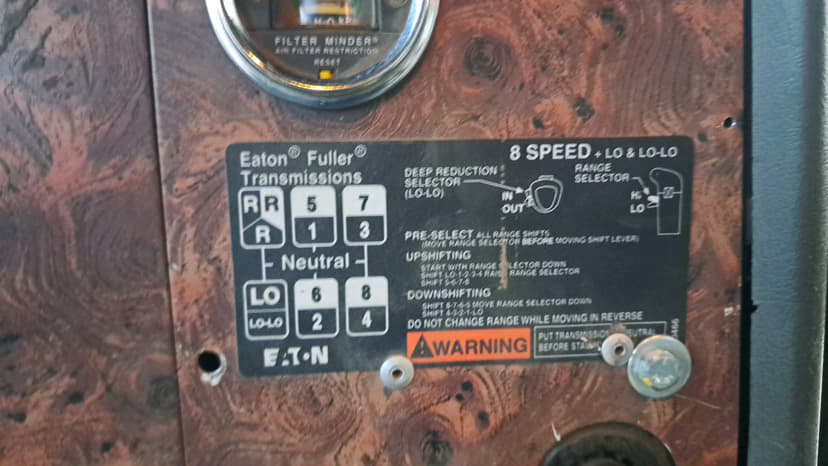 FILTER MINDER®
AIR FILTER RESTRICTION
RESET
Eaton® Fuller®
Transmissions
8 SPEED + LO & LO-LO
DEEP REDUCTION
SELECTOR
(LO-LO)
IN
OUT
RANGE
SELECTOR
HI
LO
R R
R
5
1
7
3
Neutral
LO
LO-LO
6
2
8
4
EATON
PRE-SELECT ALL RANGE SHIFTS
(MOVE RANGE SELECTOR BEFORE MOVING SHIFT LEVER)
UPSHIFTING
START WITH RANGE SELECTOR DOWN
SHIFT LO-1-2-3-4 RAISE RANGE SELECTOR
SHIFT 5-6-7-8
DOWNSHIFTING
SHIFT 8-7-6-5 MOVE RANGE SELECTOR DOWN
SHIFT 4-3-2-1-LO
DO NOT CHANGE RANGE WHILE MOVING IN REVERSE
WARNING
PUT TRANSMISSION NEUTRAL
BEFORE